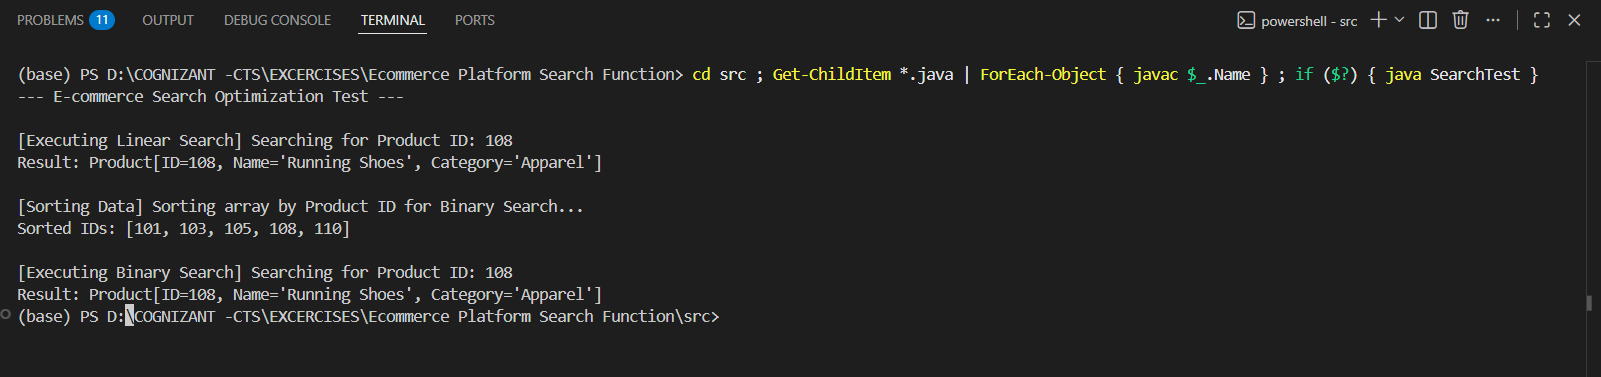 PROBLEMS 11 OUTPUT DEBUG CONSOLE TERMINAL PORTS powershell - src
(base) PS D:\COGNIZANT -CTS\EXCERCISES\Ecommerce Platform Search Function> cd src ; Get-ChildItem *.java | ForEach-Object { javac $_.Name } ; if ($?) { java SearchTest }
--- E-commerce Search Optimization Test ---
[Executing Linear Search] Searching for Product ID: 108
Result: Product[ID=108, Name='Running Shoes', Category='Apparel']
[Sorting Data] Sorting array by Product ID for Binary Search...
Sorted IDs: [101, 103, 105, 108, 110]
[Executing Binary Search] Searching for Product ID: 108
Result: Product[ID=108, Name='Running Shoes', Category='Apparel']
(base) PS D:\COGNIZANT -CTS\EXCERCISES\Ecommerce Platform Search Function\src>